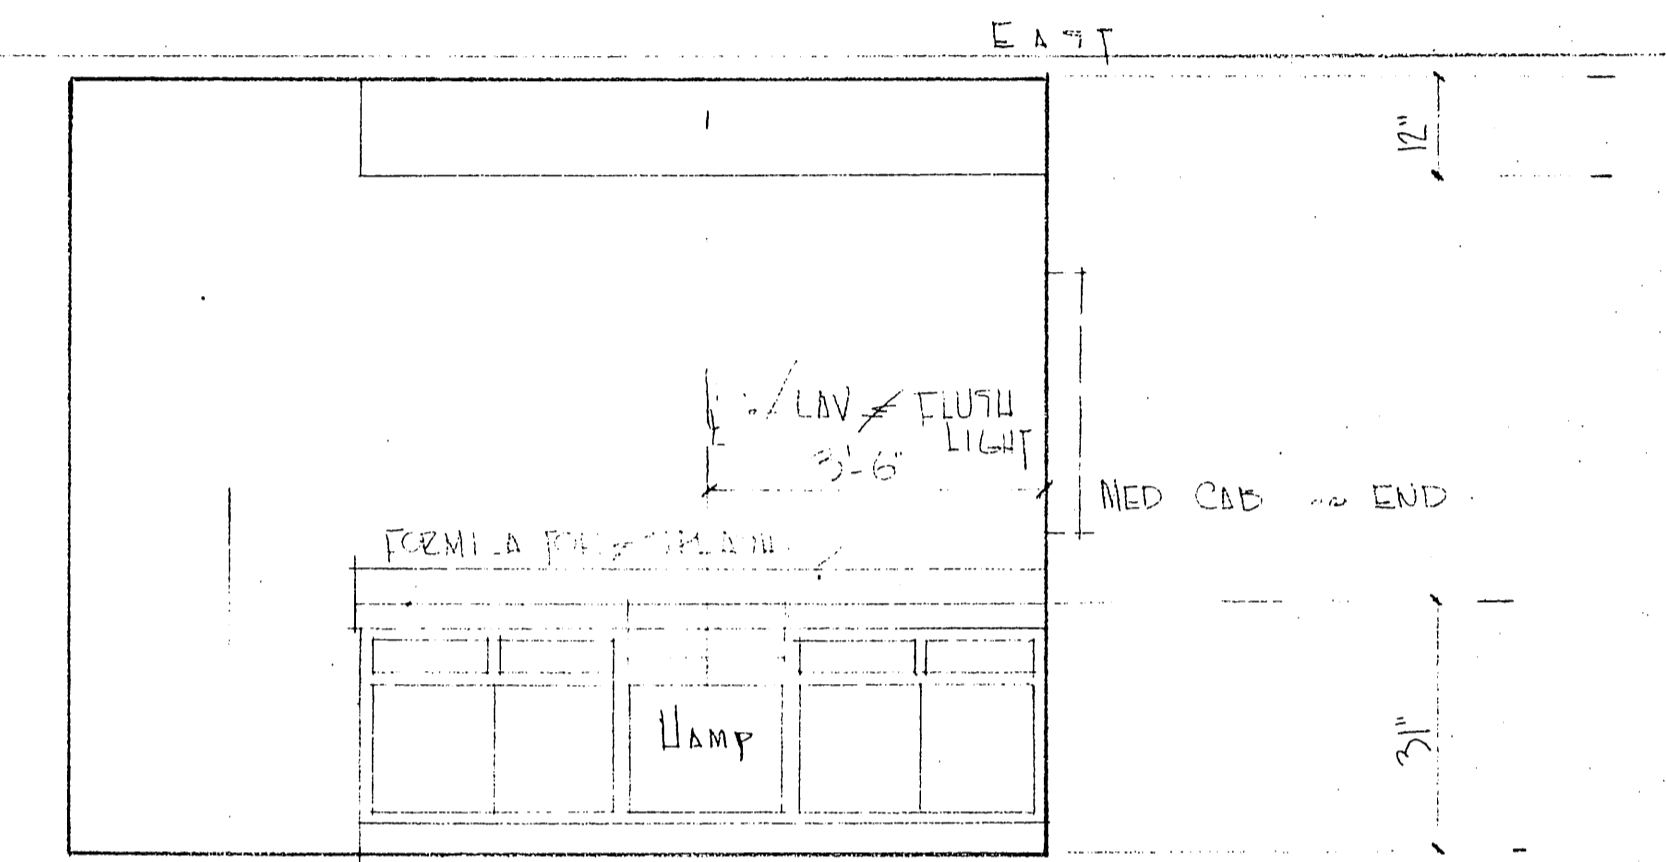 EAST
12"
LAV & FLUSH
LIGHT
3'-6"
MED CAB END
HAMP
31"